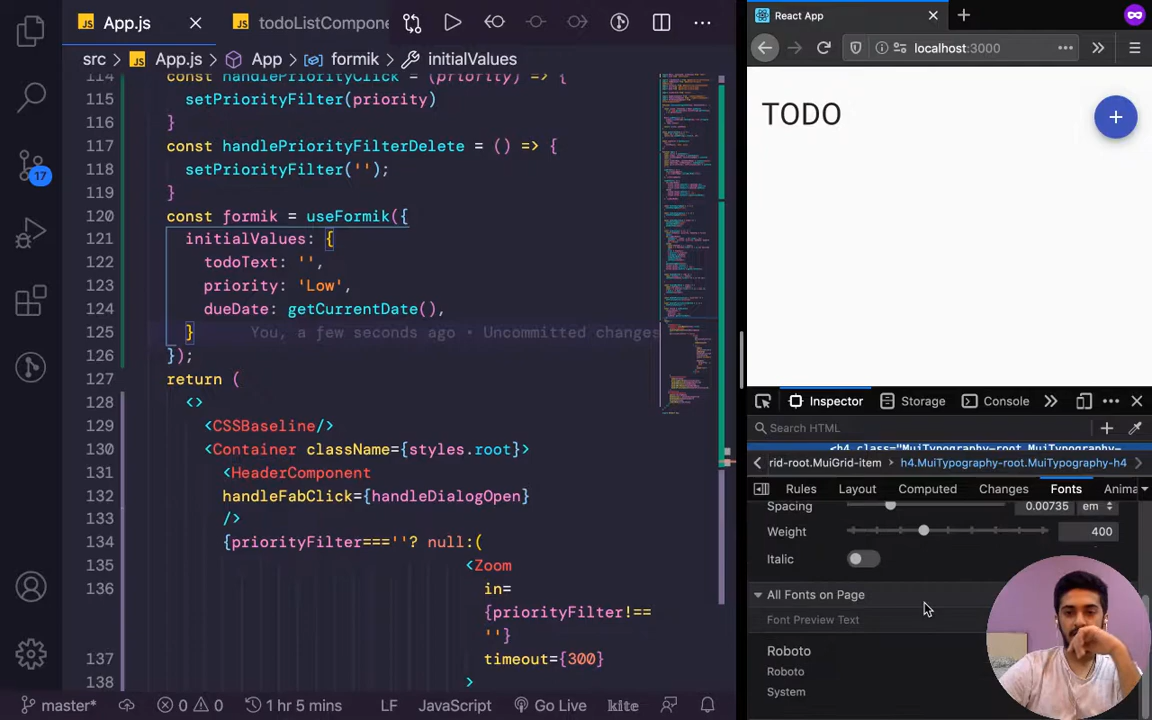 App.js
todoListCompone
React App
localhost:3000
src > App.js > App > formik > initialValues
114 const handlePriorityClick = (priority) => {
115 setPriorityFilter(priority)
116 }
117 const handlePriorityFilterDelete = () => {
118 setPriorityFilter('');
119 }
120 const formik = useFormik({
121 initialValues: {
122 todoText: '',
123 priority: 'Low',
124 dueDate: getCurrentDate(),
125 } You, a few seconds ago • Uncommitted changes
126 });
127 return (
128 <>
129 <CSSBaseline/>
130 <Container className={styles.root}>
131 <HeaderComponent
132 handleFabClick={handleDialogOpen}
133 />
134 {priorityFilter===''? null:(
135 <Zoom
136 in=
{priorityFilter!==
''}
137 timeout={300}
138 >
17
master*
0 0
1 hr 5 mins
LF
JavaScript
Go Live
kite
TODO
+
Inspector
Storage
Console
Search HTML
<h4 class="MuiTypography-root MuiTypography-
rid-root.MuiGrid-item > h4.MuiTypography-root.MuiTypography-h4
Rules
Layout
Computed
Changes
Fonts
Anima
Spacing 0.00735 em
Weight 400
Italic
All Fonts on Page
Font Preview Text
Roboto
Roboto
System